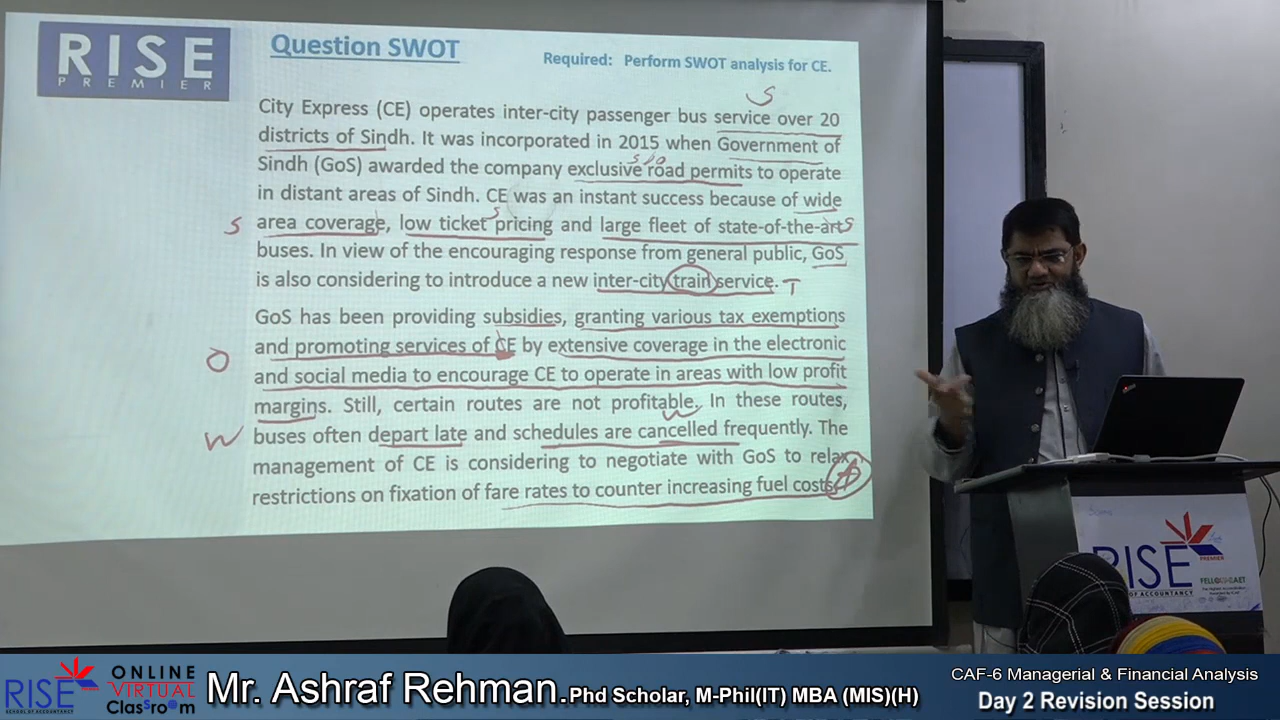 RISE
PREMIER
Question SWOT
Required: Perform SWOT analysis for CE.
S
City Express (CE) operates inter-city passenger bus service over 20
districts of Sindh. It was incorporated in 2015 when Government of
Sindh (GoS) awarded the company exclusive road permits to operate
in distant areas of Sindh. CE was an instant success because of wide
S area coverage, low ticket pricing and large fleet of state-of-the-art S
buses. In view of the encouraging response from general public, GoS
is also considering to introduce a new inter-city train service. T
GoS has been providing subsidies, granting various tax exemptions
and promoting services of CE by extensive coverage in the electronic
O
and social media to encourage CE to operate in areas with low profit
margins. Still, certain routes are not profitable. In these routes,
W buses often depart late and schedules are cancelled frequently. The
management of CE is considering to negotiate with GoS to relax
restrictions on fixation of fare rates to counter increasing fuel costs.
RISE
PREMIER
SCHOOL OF ACCOUNTANCY
RISE
SCHOOL OF ACCOUNTANCY
ONLINE
VIRTUAL
Classroom
Mr. Ashraf Rehman.Phd Scholar, M-Phil(IT) MBA (MIS)(H)
CAF-6 Managerial & Financial Analysis
Day 2 Revision Session